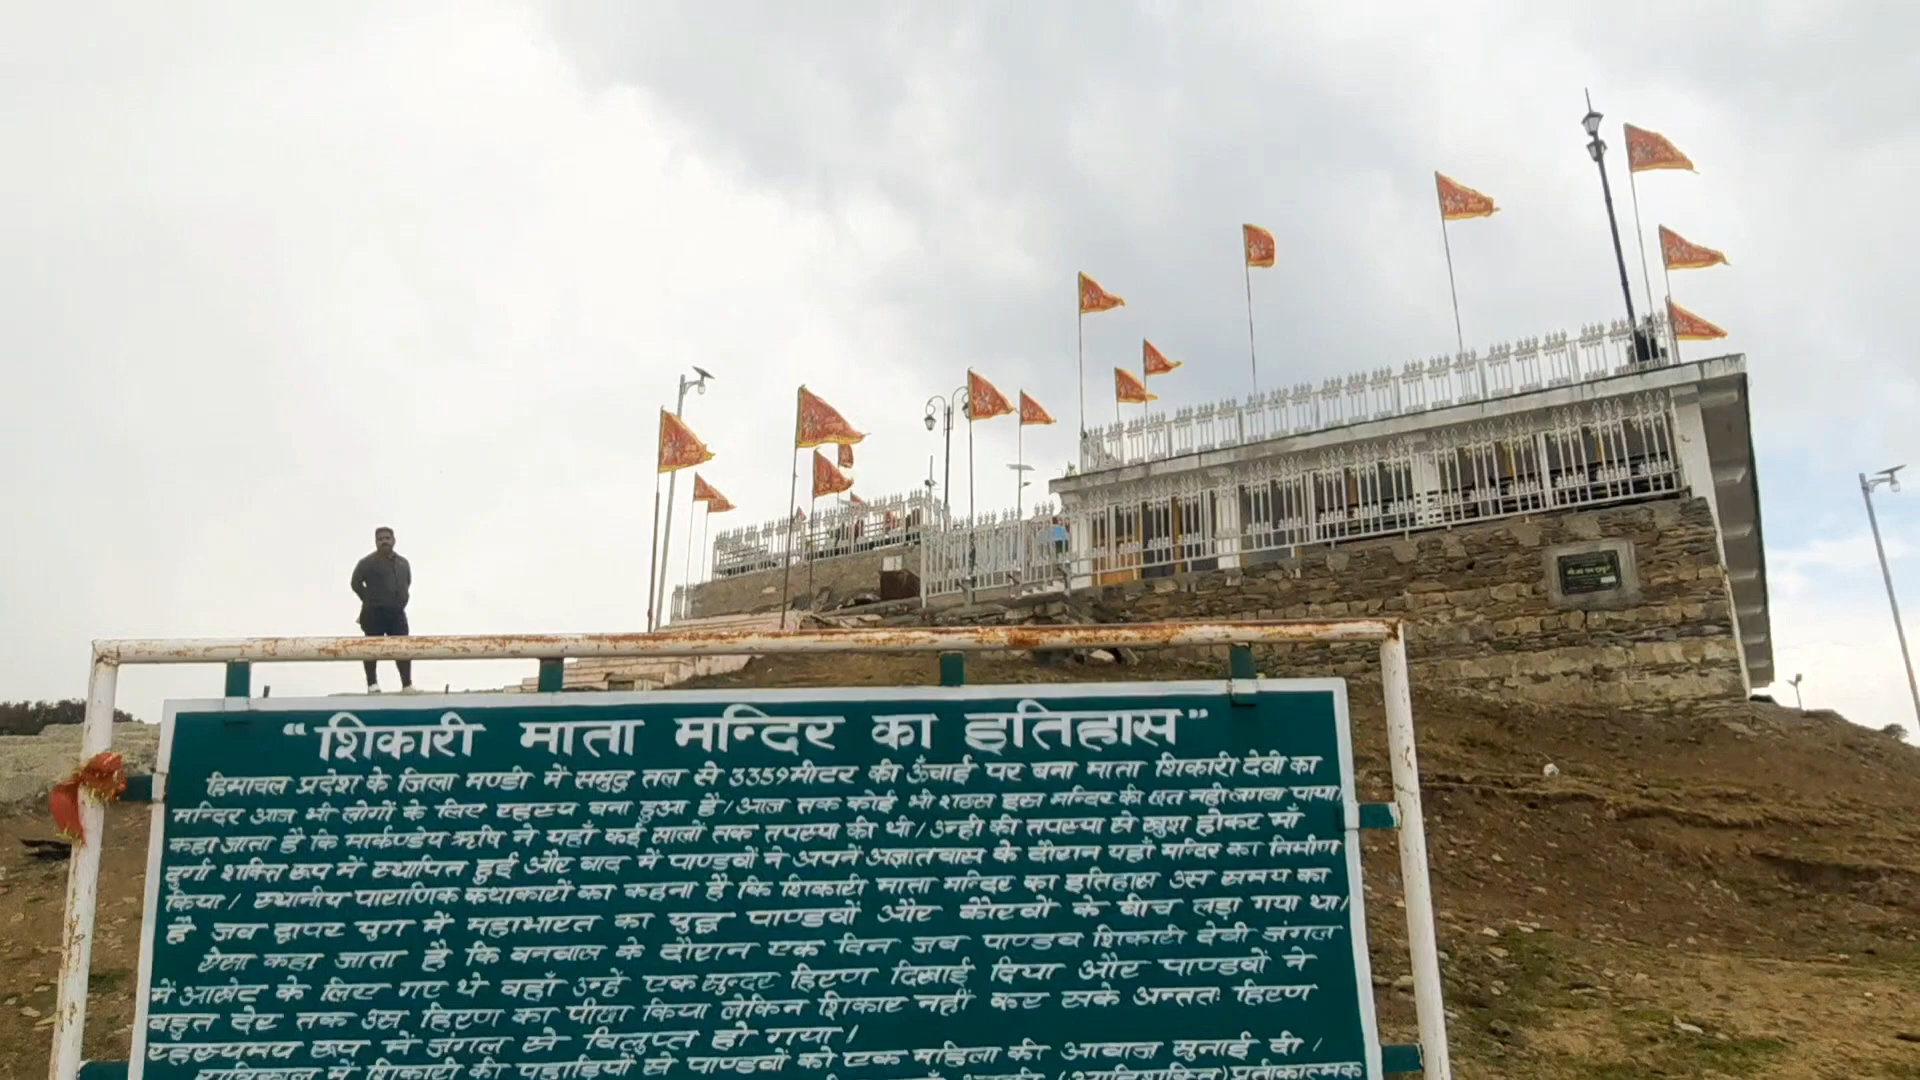 “शिकारी माता मन्दिर का इतिहास”
हिमाचल प्रदेश के जिला मण्डी में समुद्र तल से 3359मीटर की ऊँचाई पर बना माता शिकारी देवी का
मन्दिर आज भी लोगों के लिए रहस्य बना हुआ है। आज तक कोई भी शख्स इस मन्दिर की छत नहीं लगवा पाया।
कहा जाता है कि मार्कण्डेय ऋषि ने यहाँ कई सालों तक तपस्या की थी। उन्ही की तपस्या से खुश होकर माँ
दुर्गा शक्ति रूप में स्थापित हुई और बाद में पाण्डवों ने अपनें अज्ञातवास के दौरान यहाँ मन्दिर का निर्माण
किया। स्थानीय पाराणिक कथाकारों का कहना है कि शिकारी माता मन्दिर का इतिहास उस समय का
है जब द्वापर युग में महाभारत का युद्ध पाण्डवों और कौरवों के बीच लड़ा गया था।
ऐसा कहा जाता है कि वनवास के दौरान एक दिन जब पाण्डव शिकारी देवी जंगल
में आखेट के लिए गए थे वहाँ उन्हें एक सुन्दर हिरण दिखाई दिया और पाण्डवों ने
बहुत देर तक उस हिरण का पीछा किया लेकिन शिकार नहीं कर सके अन्ततः हिरण
रहस्यमय रूप में जंगल से विलुप्त हो गया।
रात्रिकाल में शिकारी की पहाड़ियों से पाण्डवों को एक महिला की आवाज सुनाई दी।